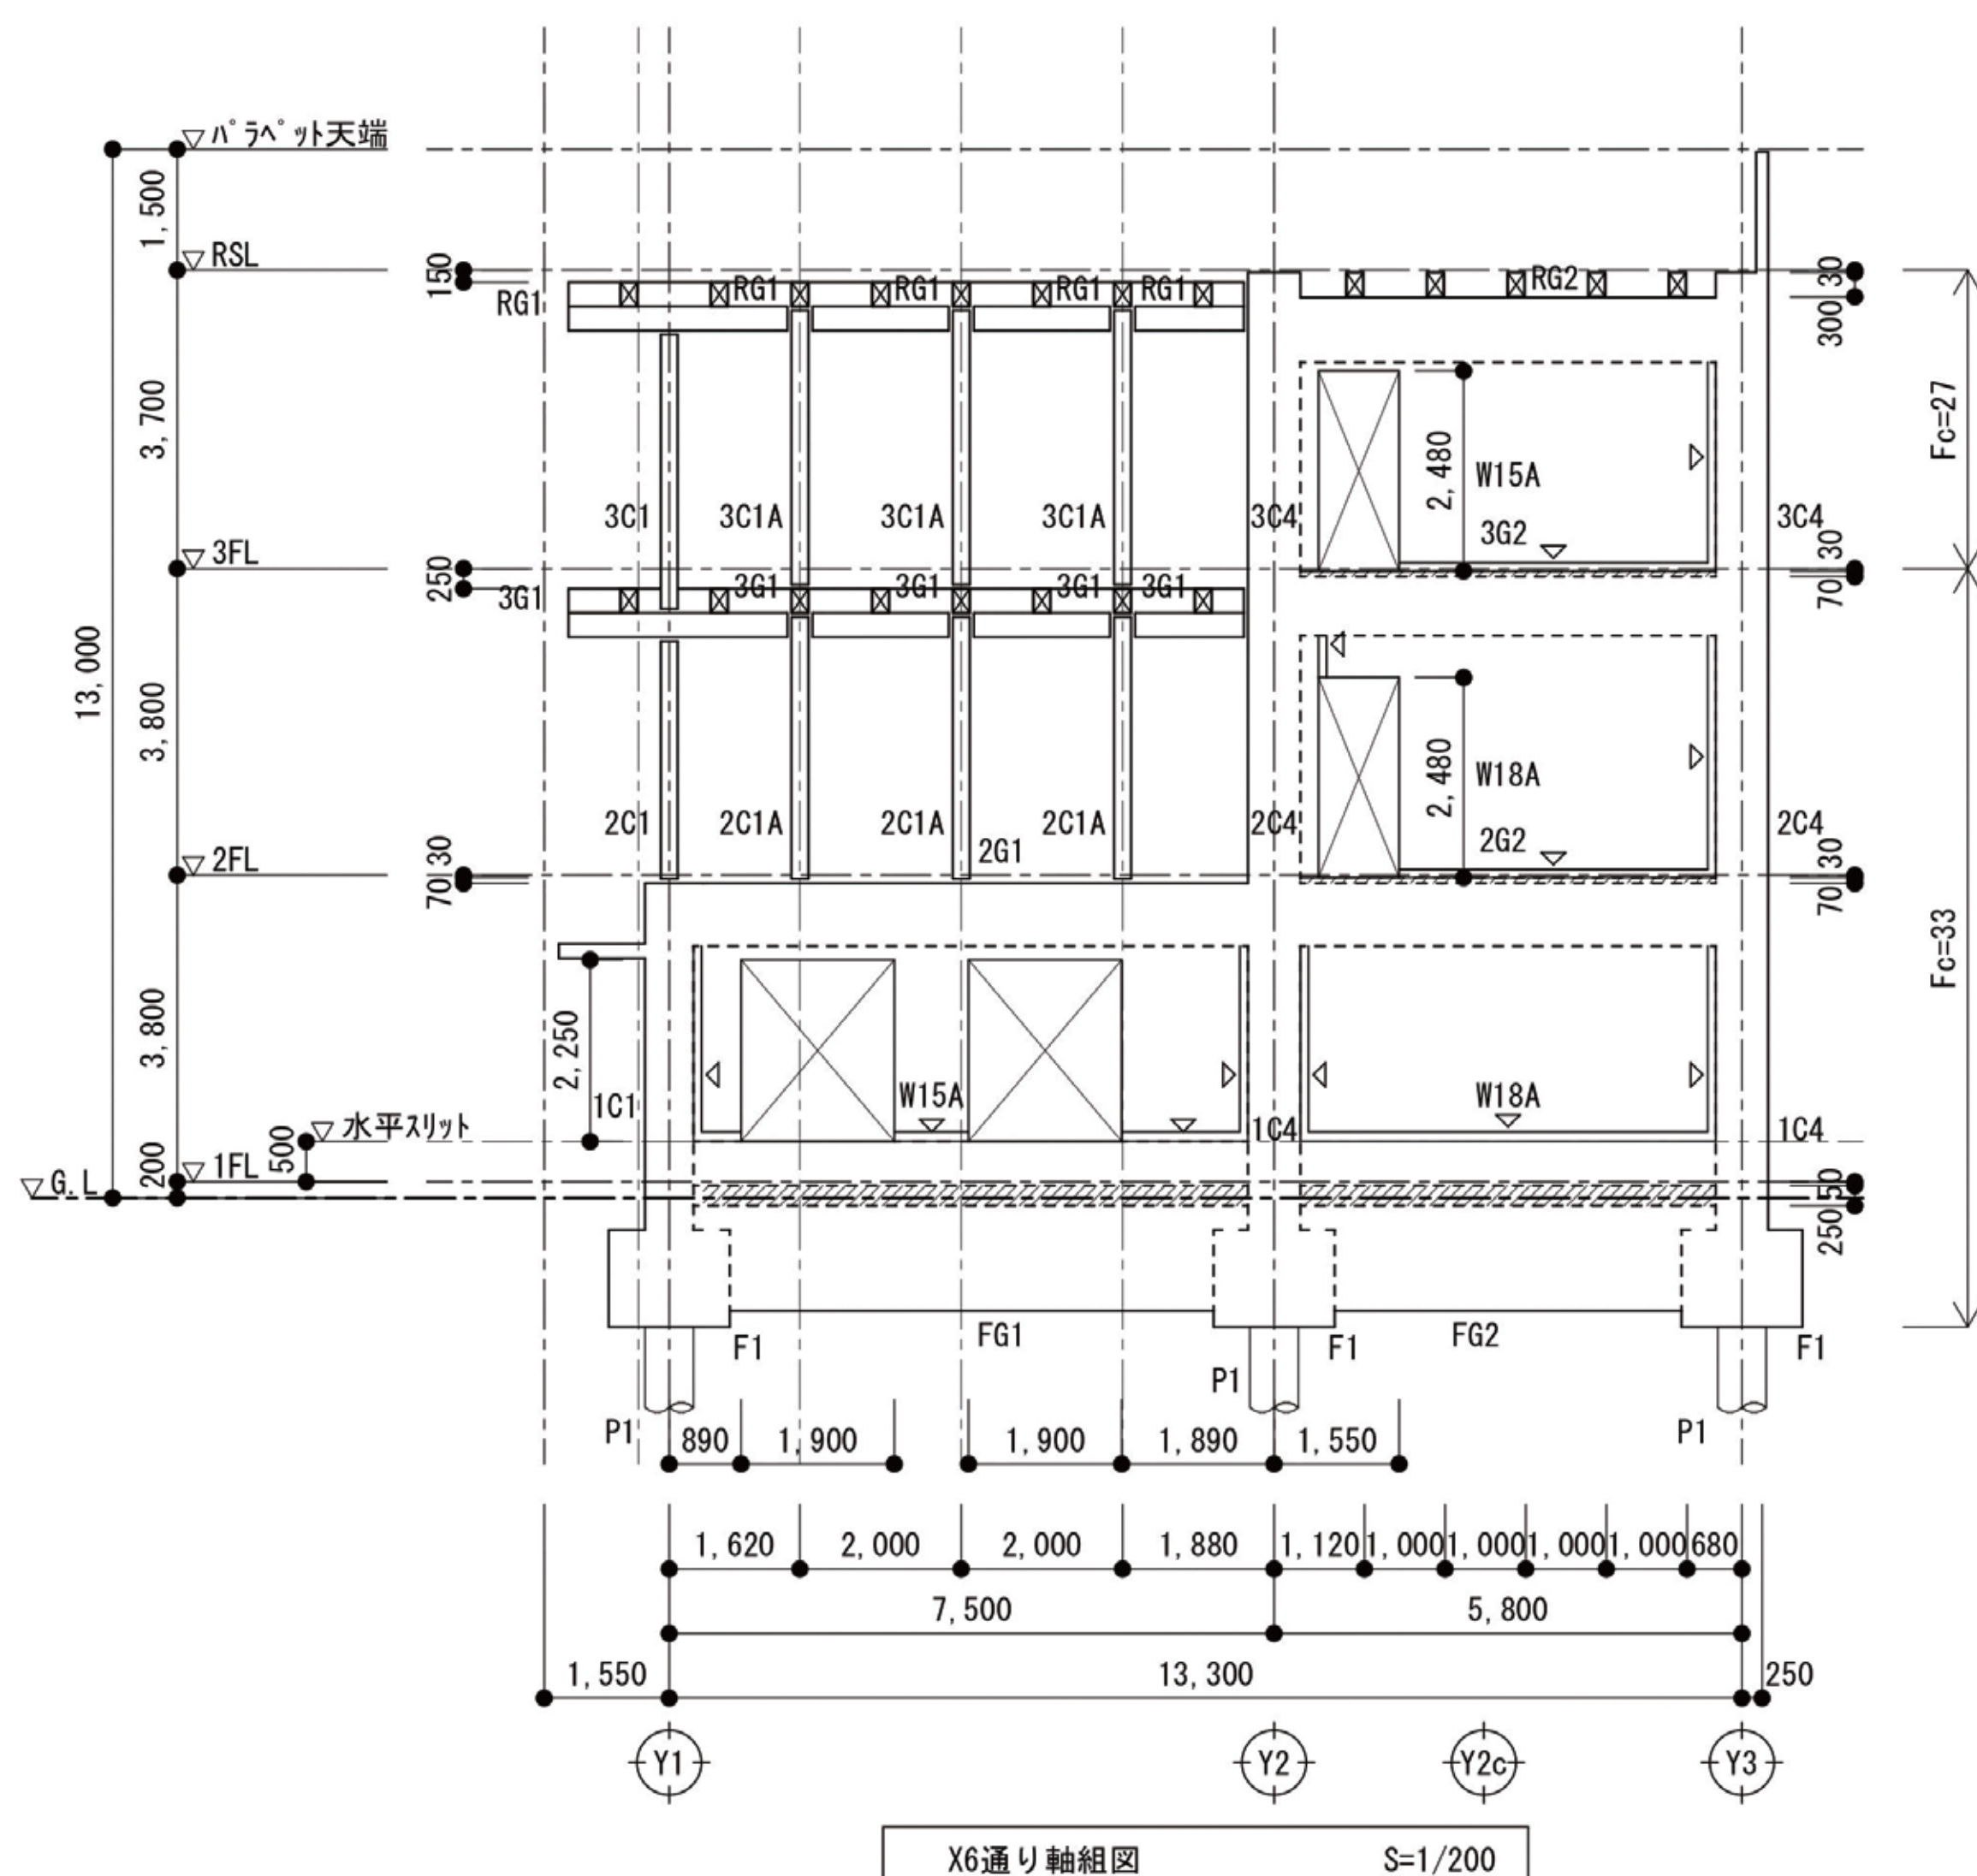 パラペット天端
1,500
RSL
150
RG1
RG1
RG1
RG1
RG1
RG2
30
300
3,700
Fc=27
2,480
W15A
3C1
3C1A
3C1A
3C1A
3C4
3G2
3C4
3FL
30
250
3G1
3G1
3G1
3G1
3G1
70
13,000
3,800
2,480
W18A
2C1
2C1A
2C1A
2C1A
2C4
2C4
2G1
2G2
2FL
30
70
30
70
Fc=33
3,800
2,250
1C1
W15A
W18A
1C4
1C4
水平スリット
500
200
1FL
G.L
50
250
F1
FG1
F1
FG2
F1
P1
P1
P1
890
1,900
1,900
1,890
1,550
1,620
2,000
2,000
1,880
1,120
1,000
1,000
1,000
1,000
680
7,500
5,800
1,550
13,300
250
Y1
Y2
Y2c
Y3
X6通り軸組図 S=1/200